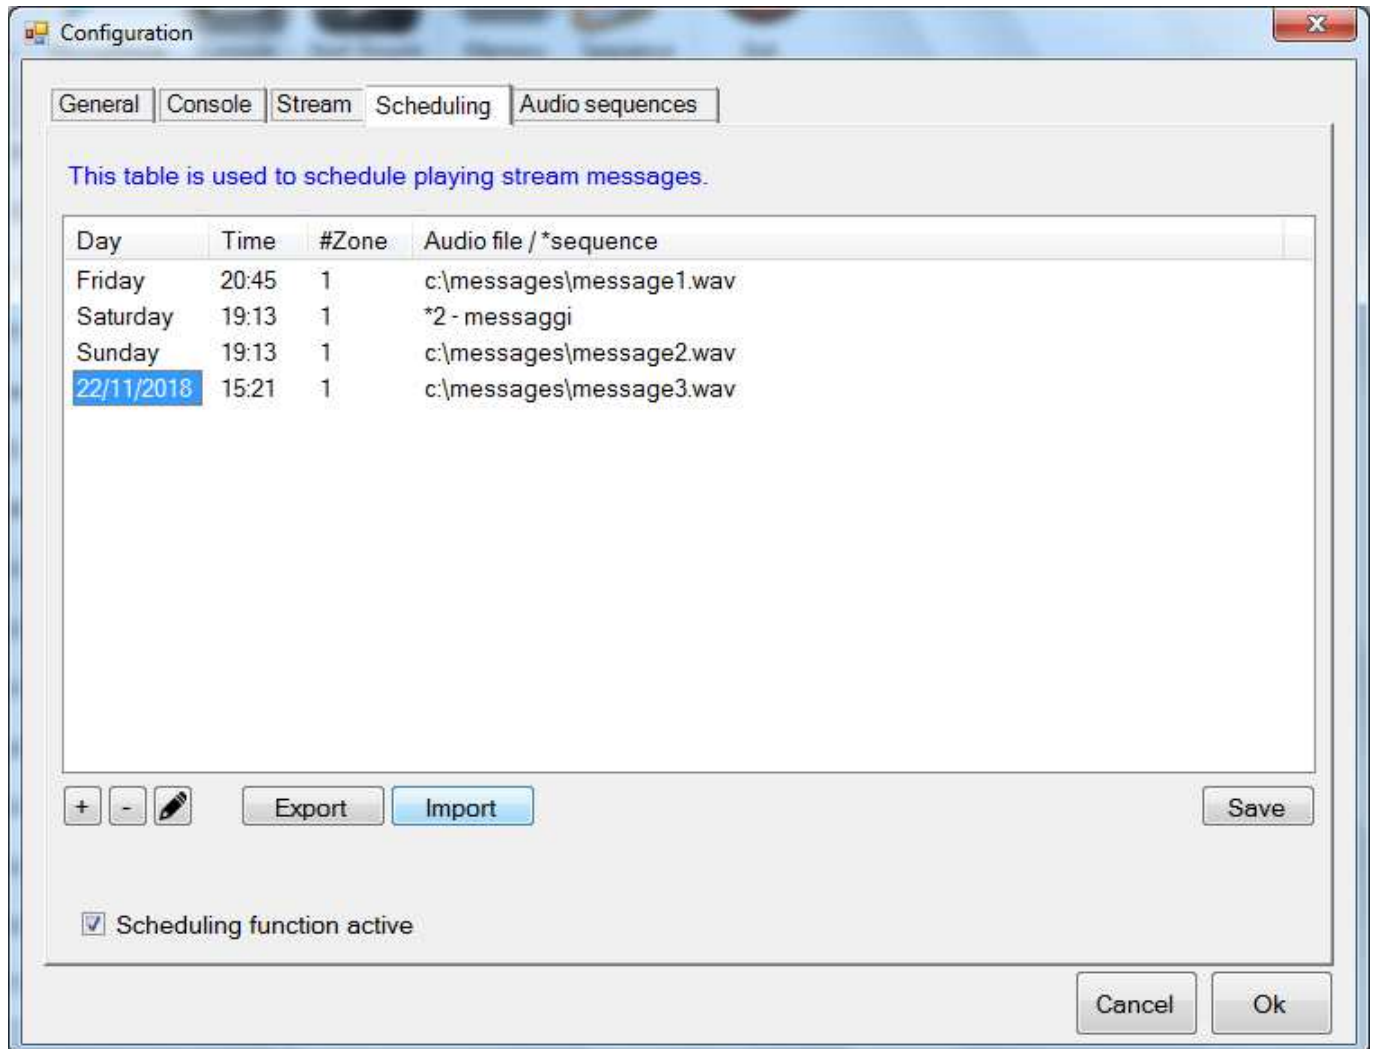 Configuration
General Console Stream Scheduling Audio sequences
This table is used to schedule playing stream messages.
Day Time #Zone Audio file / *sequence
Friday 20:45 1 c:\messages\message1.wav
Saturday 19:13 1 *2 - messaggi
Sunday 19:13 1 c:\messages\message2.wav
22/11/2018 15:21 1 c:\messages\message3.wav
+ - Export Import Save
Scheduling function active
Cancel Ok